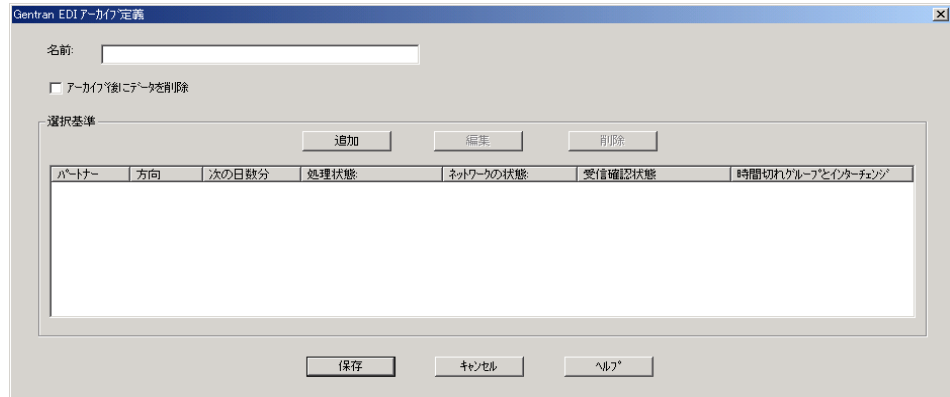 Gentran EDI アーカイブ定義
名前:
アーカイブ後にデータを削除
選択基準
追加 編集 削除
パートナー 方向 次の日数分 処理状態: ネットワークの状態: 受信確認状態 時間切れグループとインターチェンジ
保存 キャンセル ヘルプ